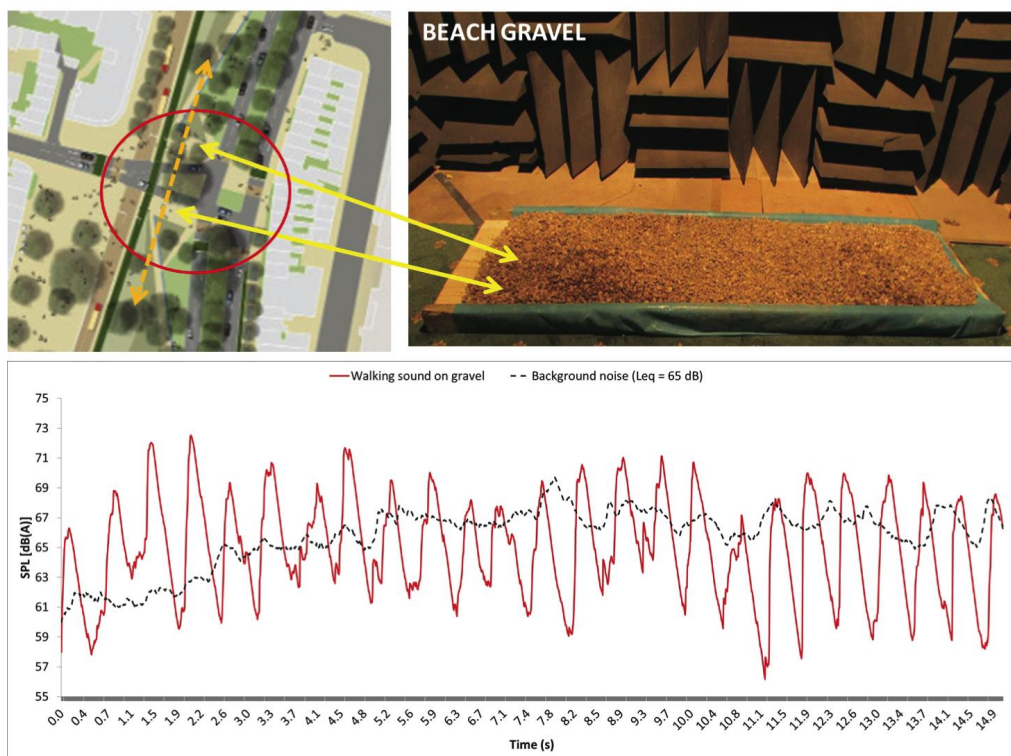 BEACH GRAVEL
Walking sound on gravel
Background noise (Leq = 65 dB)
75
73
71
69
67
65
63
61
59
57
55
SPL [dB(A)]
0.0 0.4 0.7 1.1 1.5 1.9 2.2 2.6 3.0 3.3 3.7 4.1 4.5 4.8 5.2 5.6 6.0 6.3 6.7 7.1 7.4 7.8 8.2 8.6 8.9 9.3 9.7 10.0 10.4 10.8 11.1 11.5 11.9 12.3 12.6 13.0 13.4 13.7 14.1 14.5 14.9
Time (s)